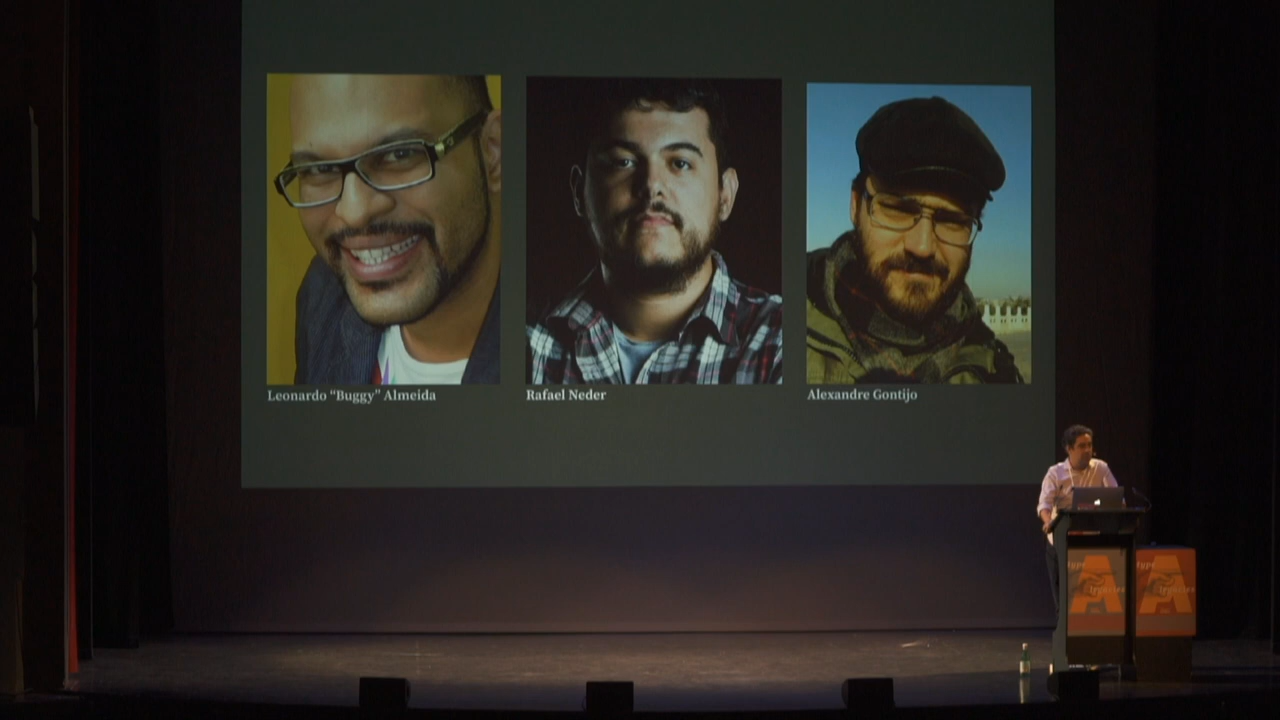 Leonardo “Buggy” Almeida
Rafael Neder
Alexandre Gontijo
A
A